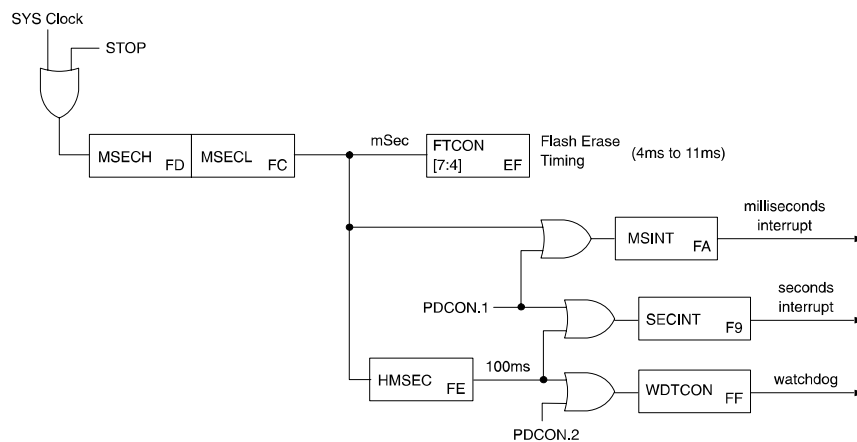 SYS Clock
STOP
MSECH FD
MSECL FC
mSec
FTCON
[7:4] EF
Flash Erase
Timing
(4ms to 11ms)
milliseconds
interrupt
MSINT FA
PDCON.1
seconds
interrupt
SECINT F9
HMSEC FE
100ms
WDTCON FF
watchdog
PDCON.2